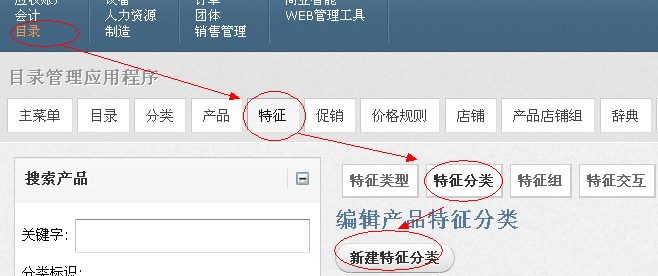 会计
人力资源
团体
WEB管理工具
目录
制造
销售管理
目录管理应用程序
主菜单 目录 分类 产品 特征 促销 价格规则 店铺 产品店铺组 辞典
搜索产品
特征类型 特征分类 特征组 特征交互
编辑产品特征分类
关键字:
新建特征分类
分类标识: